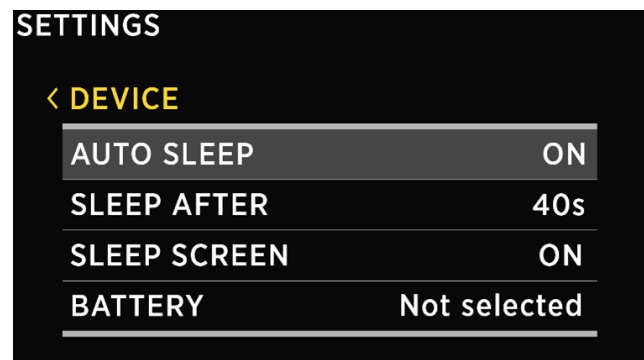 SETTINGS
< DEVICE
AUTO SLEEP ON
SLEEP AFTER 40s
SLEEP SCREEN ON
BATTERY Not selected